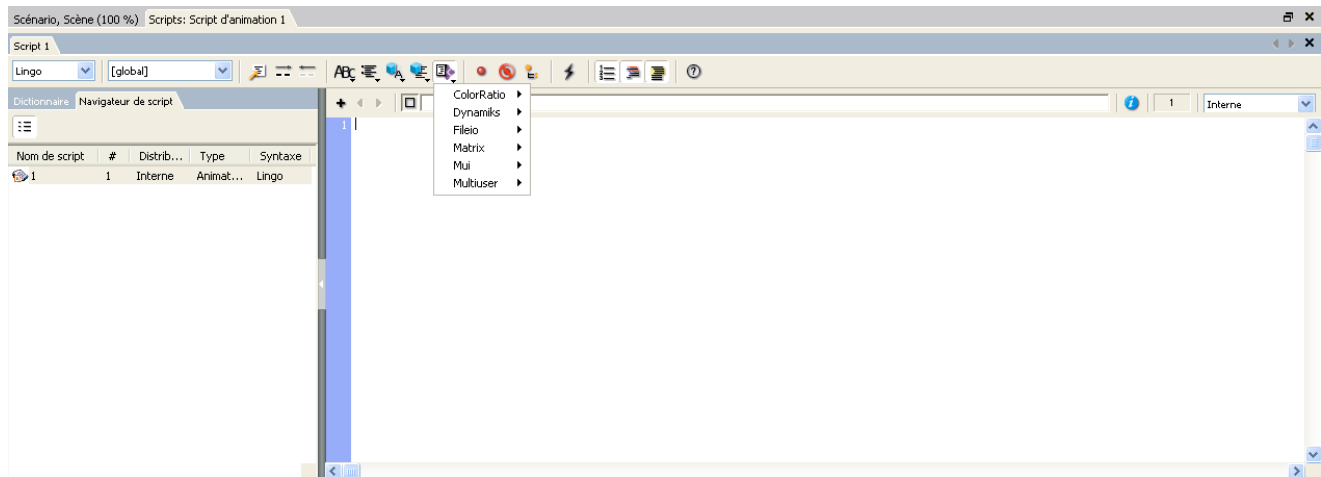 Scénario, Scène (100 %) Scripts: Script d'animation 1
Script 1
Lingo [global] ABC
Dictionnaire Navigateur de script
1 Interne
Nom de script # Distrib... Type Syntaxe
1 1 Interne Animat... Lingo
ColorRatio
Dynamiks
Fileio
Matrix
Mui
Multiuser
1